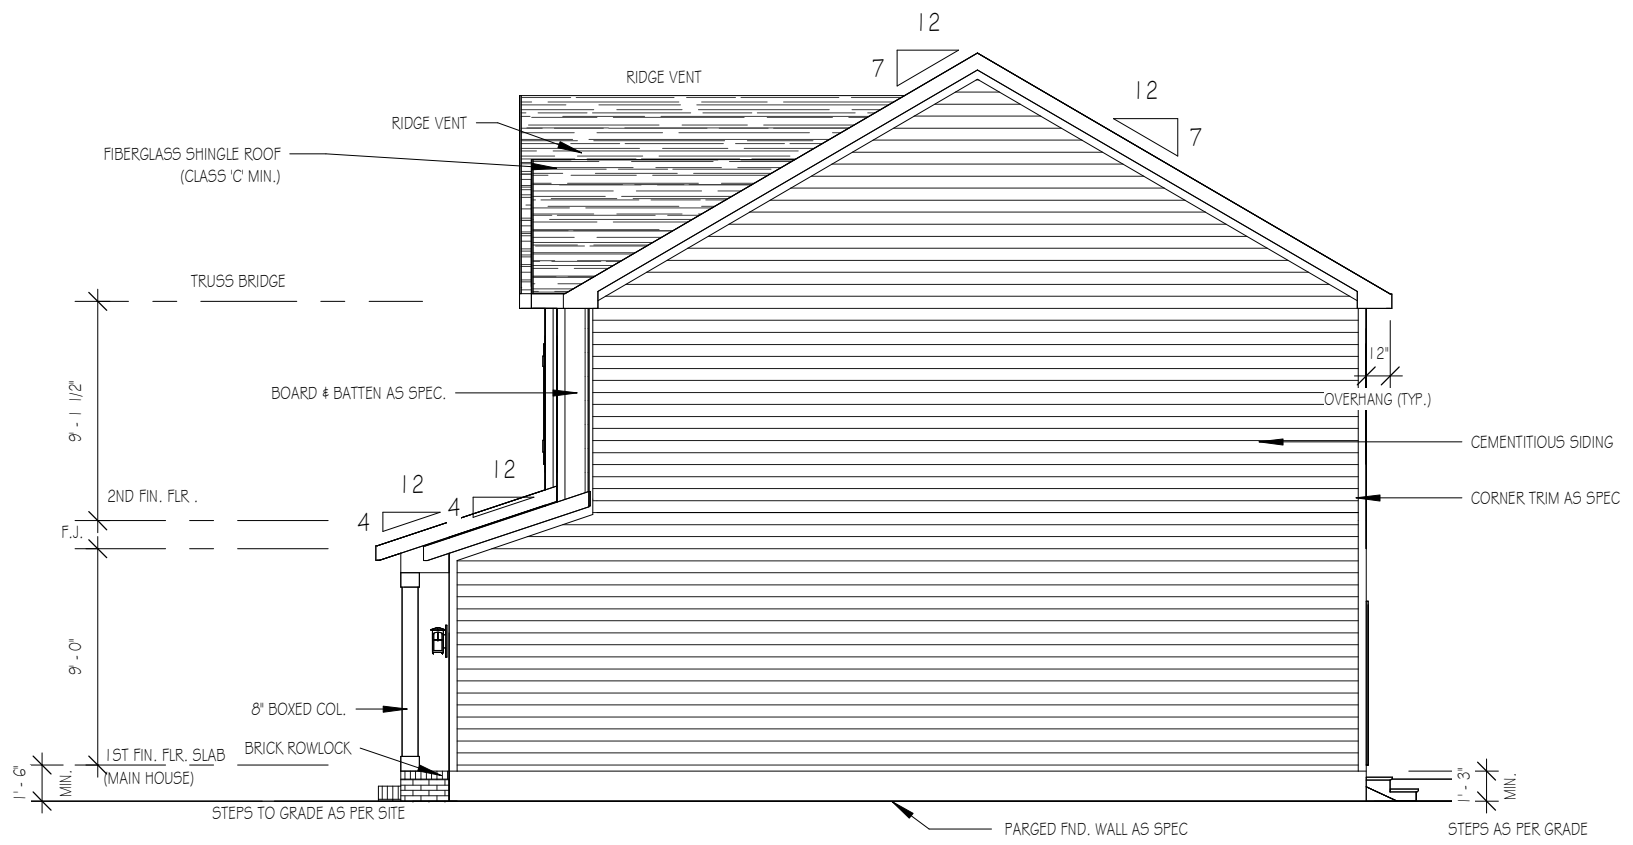 12
7
RIDGE VENT
12
7
RIDGE VENT
FIBERGLASS SHINGLE ROOF
(CLASS 'C' MIN.)
TRUSS BRIDGE
12"
OVERHANG (TYP.)
9' - 1 1/2"
BOARD & BATTEN AS SPEC.
CEMENTITIOUS SIDING
12
12
2ND FIN. FLR .
CORNER TRIM AS SPEC
4
4
F.J.
9' - 0"
8" BOXED COL.
1ST FIN. FLR. SLAB
(MAIN HOUSE)
BRICK ROWLOCK
1' - 6"
MIN.
1' - 3"
MIN.
STEPS TO GRADE AS PER SITE
PARGED FND. WALL AS SPEC
STEPS AS PER GRADE